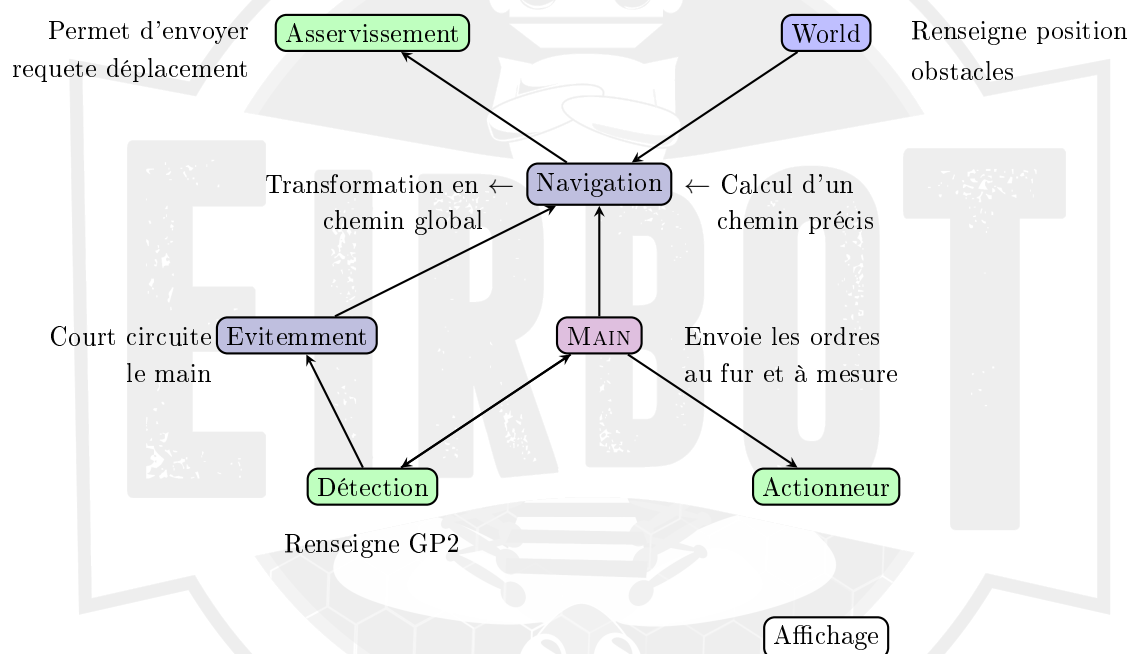 Permet d'envoyer
requete déplacement
Asservissement
World
Renseigne position
obstacles
Transformation en ←
chemin global
Navigation
← Calcul d'un
chemin précis
Court circuite
le main
Evitemment
MAIN
Envoie les ordres
au fur et à mesure
Détection
Actionneur
Renseigne GP2
Affichage
EIRBOT